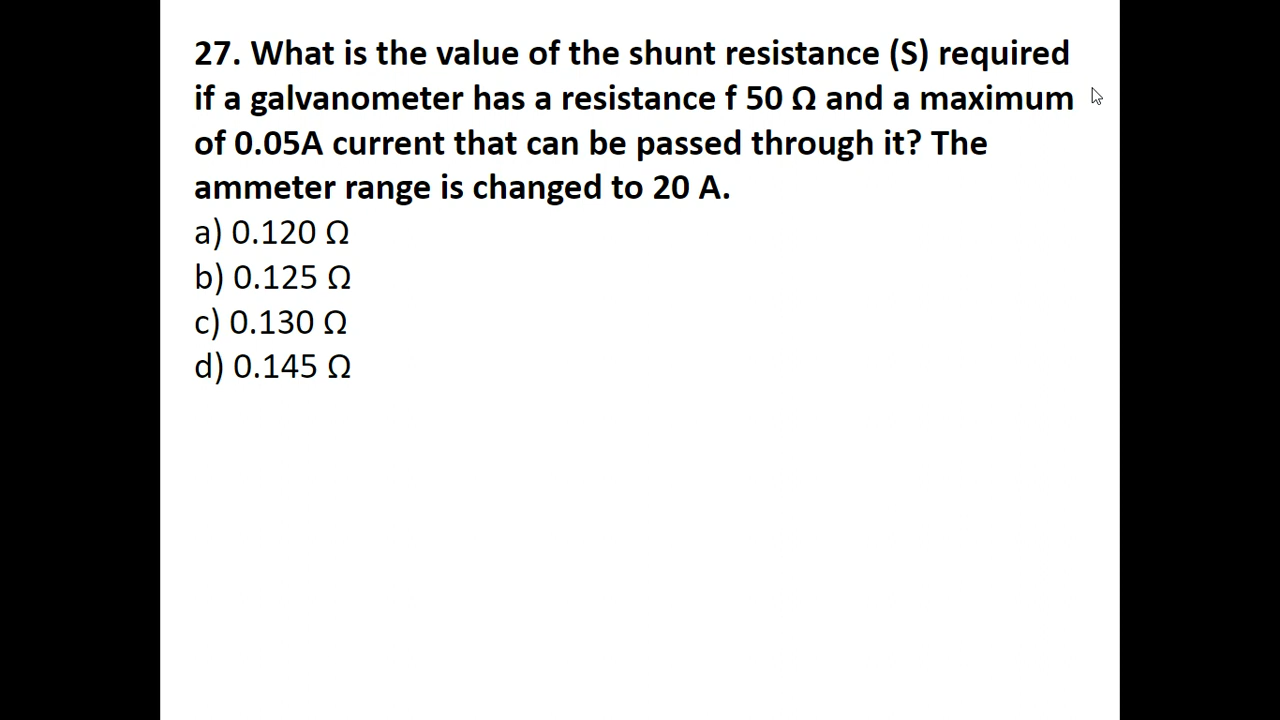 27. What is the value of the shunt resistance (S) required
if a galvanometer has a resistance f 50 Ω and a maximum
of 0.05A current that can be passed through it? The
ammeter range is changed to 20 A.
a) 0.120 Ω
b) 0.125 Ω
c) 0.130 Ω
d) 0.145 Ω